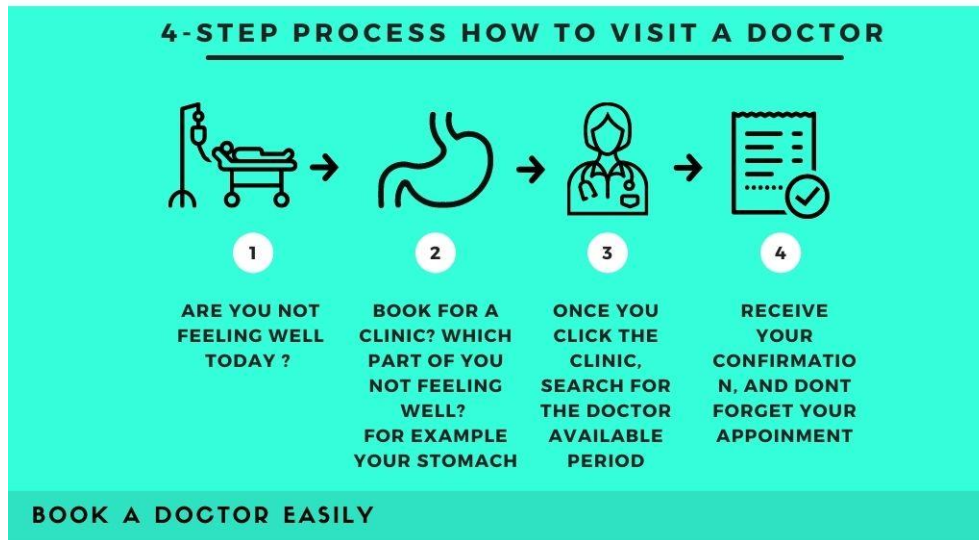 4-STEP PROCESS HOW TO VISIT A DOCTOR
1
ARE YOU NOT
FEELING WELL
TODAY ?
2
BOOK FOR A
CLINIC? WHICH
PART OF YOU
NOT FEELING
WELL?
FOR EXAMPLE
YOUR STOMACH
3
ONCE YOU
CLICK THE
CLINIC,
SEARCH FOR
THE DOCTOR
AVAILABLE
PERIOD
4
RECEIVE
YOUR
CONFIRMATIO
N, AND DONT
FORGET YOUR
APPOINMENT
BOOK A DOCTOR EASILY